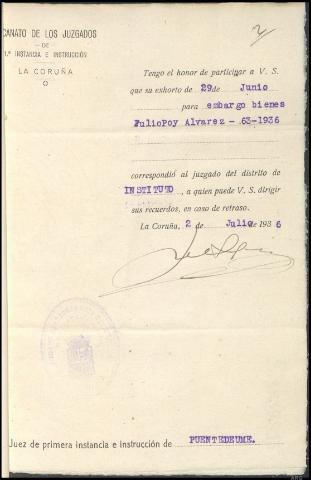 CANATO DE LOS JUZGADOS
— DE —
1.ª INSTANCIA E INSTRUCCIÓN
LA CORUÑA
2
Tengo el honor de participar a V. S.
que su exhorto de 29 de Junio
para embargo bienes
Julio Poy Alvarez - 63-1936
correspondió al juzgado del distrito de
INSTITUTO, a quien puede V. S. dirigir
sus recuerdos, en caso de retraso.
La Coruña, 2 de Julio de 1936
Juez de primera instancia e instrucción de PUENTEDEUME.